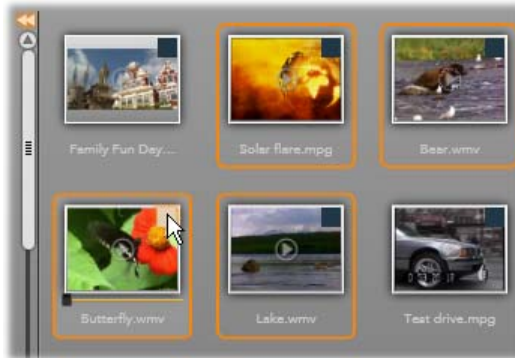 Family Fun Day...
Solar flare.mpg
Bear.wmv
Butterfly.wmv
Lake.wmv
Test drive.mpg